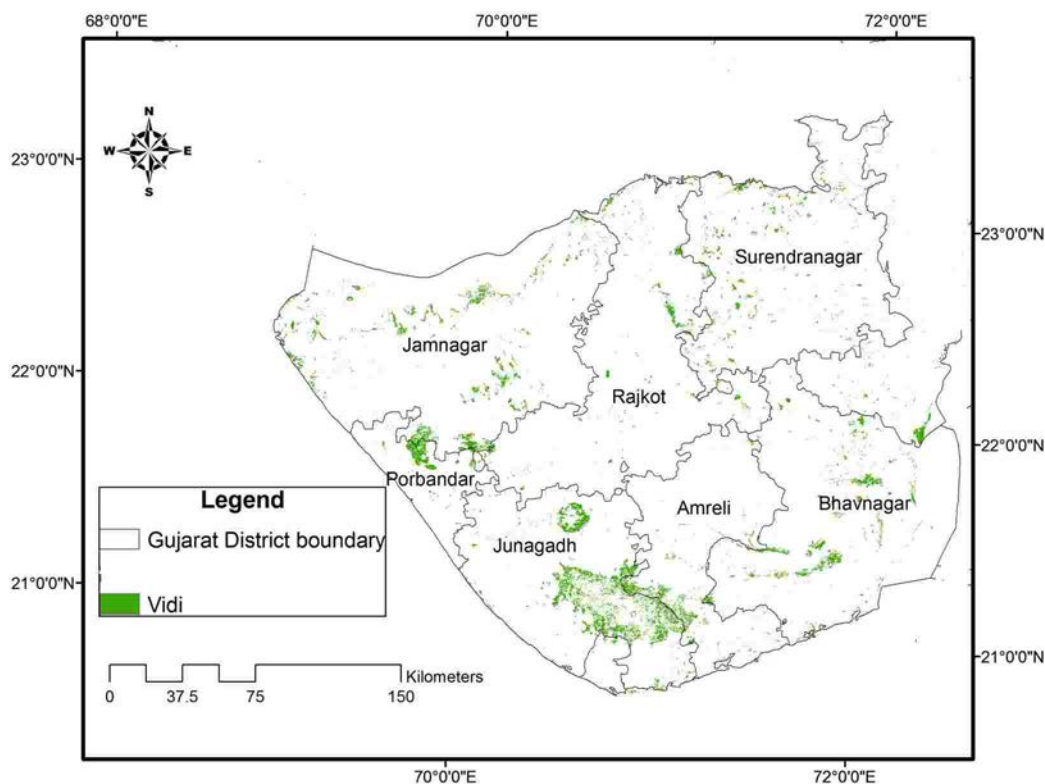 68°0'0"E 70°0'0"E 72°0'0"E
N
W E
S
23°0'0"N
23°0'0"N
Surendranagar
Jamnagar
22°0'0"N
Rajkot
22°0'0"N
Porbandar
Legend
Amreli
Bhavnagar
Gujarat District boundary
Junagadh
21°0'0"N
Vidi
21°0'0"N
Kilometers
0 37.5 75 150
70°0'0"E 72°0'0"E